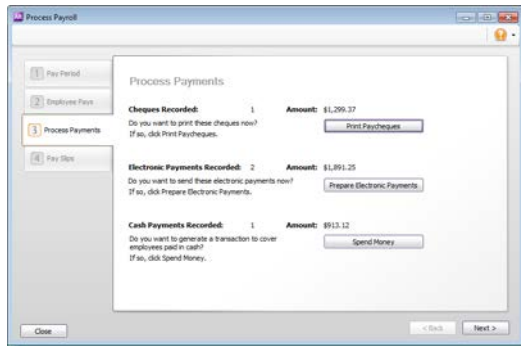 Process Payroll
1 Pay Period
2 Employee Pays
3 Process Payments
4 Pay Slips
Process Payments
Cheques Recorded: 1 Amount: $1,299.37
Do you want to print these cheques now?
If so, click Print Paycheques.
Print Paycheques
Electronic Payments Recorded: 2 Amount: $1,891.25
Do you want to send these electronic payments now?
If so, click Prepare Electronic Payments.
Prepare Electronic Payments
Cash Payments Recorded: 1 Amount: $913.12
Do you want to generate a transaction to cover
employees paid in cash?
If so, click Spend Money.
Spend Money
Close
< Back
Next >